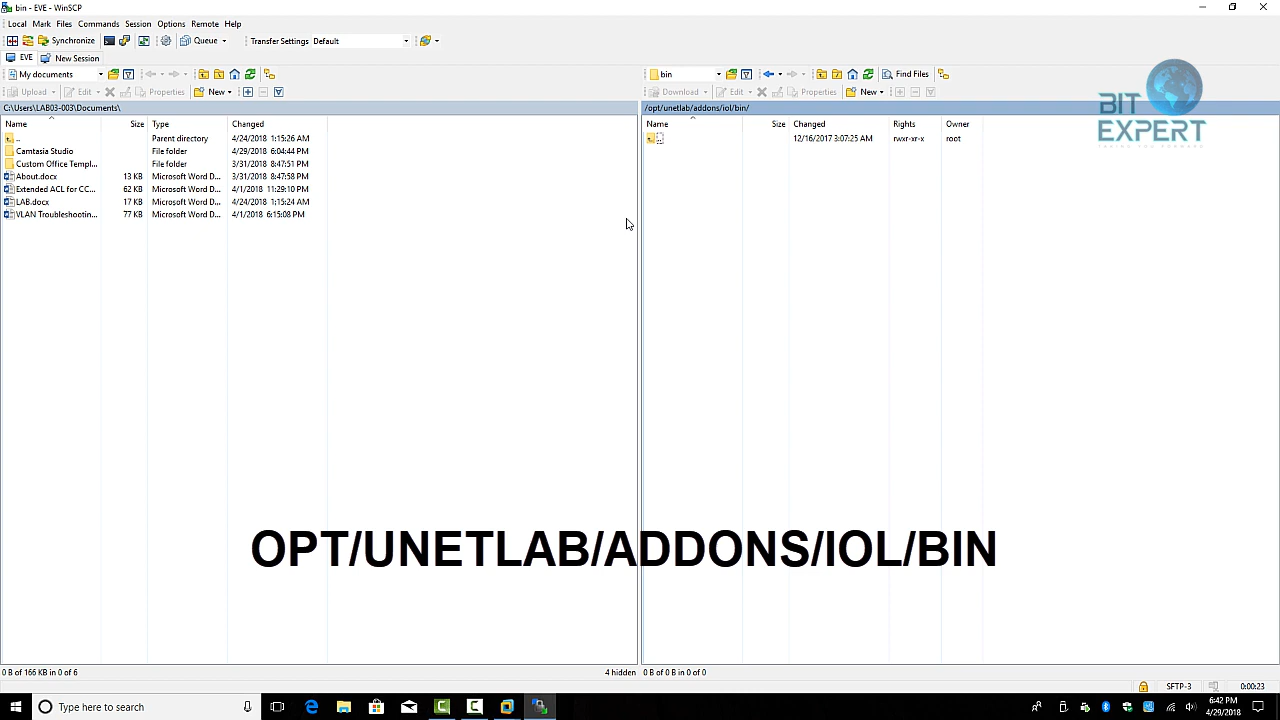 bin - EVE - WinSCP
Local Mark Files Commands Session Options Remote Help
Synchronize Queue Transfer Settings Default
EVE New Session
My documents bin Find Files
Upload Edit Properties New Download Edit Properties New
C:\Users\LAB03-003\Documents\ /opt/unetlab/addons/iol/bin/
Name Size Type Changed Name Size Changed Rights Owner
.. Parent directory 4/24/2018 1:15:26 AM .. 12/16/2017 3:07:25 AM rwxr-xr-x root
Camtasia Studio File folder 4/29/2018 6:04:44 PM
Custom Office Templ... File folder 3/31/2018 8:47:51 PM
About.docx 13 KB Microsoft Word D... 3/31/2018 8:47:58 PM
Extended ACL for CC... 62 KB Microsoft Word D... 4/1/2018 11:29:10 PM
LAB.docx 17 KB Microsoft Word D... 4/24/2018 1:15:24 AM
VLAN Troubleshootin... 77 KB Microsoft Word D... 4/1/2018 6:15:08 PM
BIT
EXPERT
OPT/UNETLAB/ADDONS/IOL/BIN
0 B of 166 KB in 0 of 6 4 hidden 0 B of 0 B in 0 of 0
SFTP-3 0:00:23
Type here to search
6:42 PM
4/29/2018